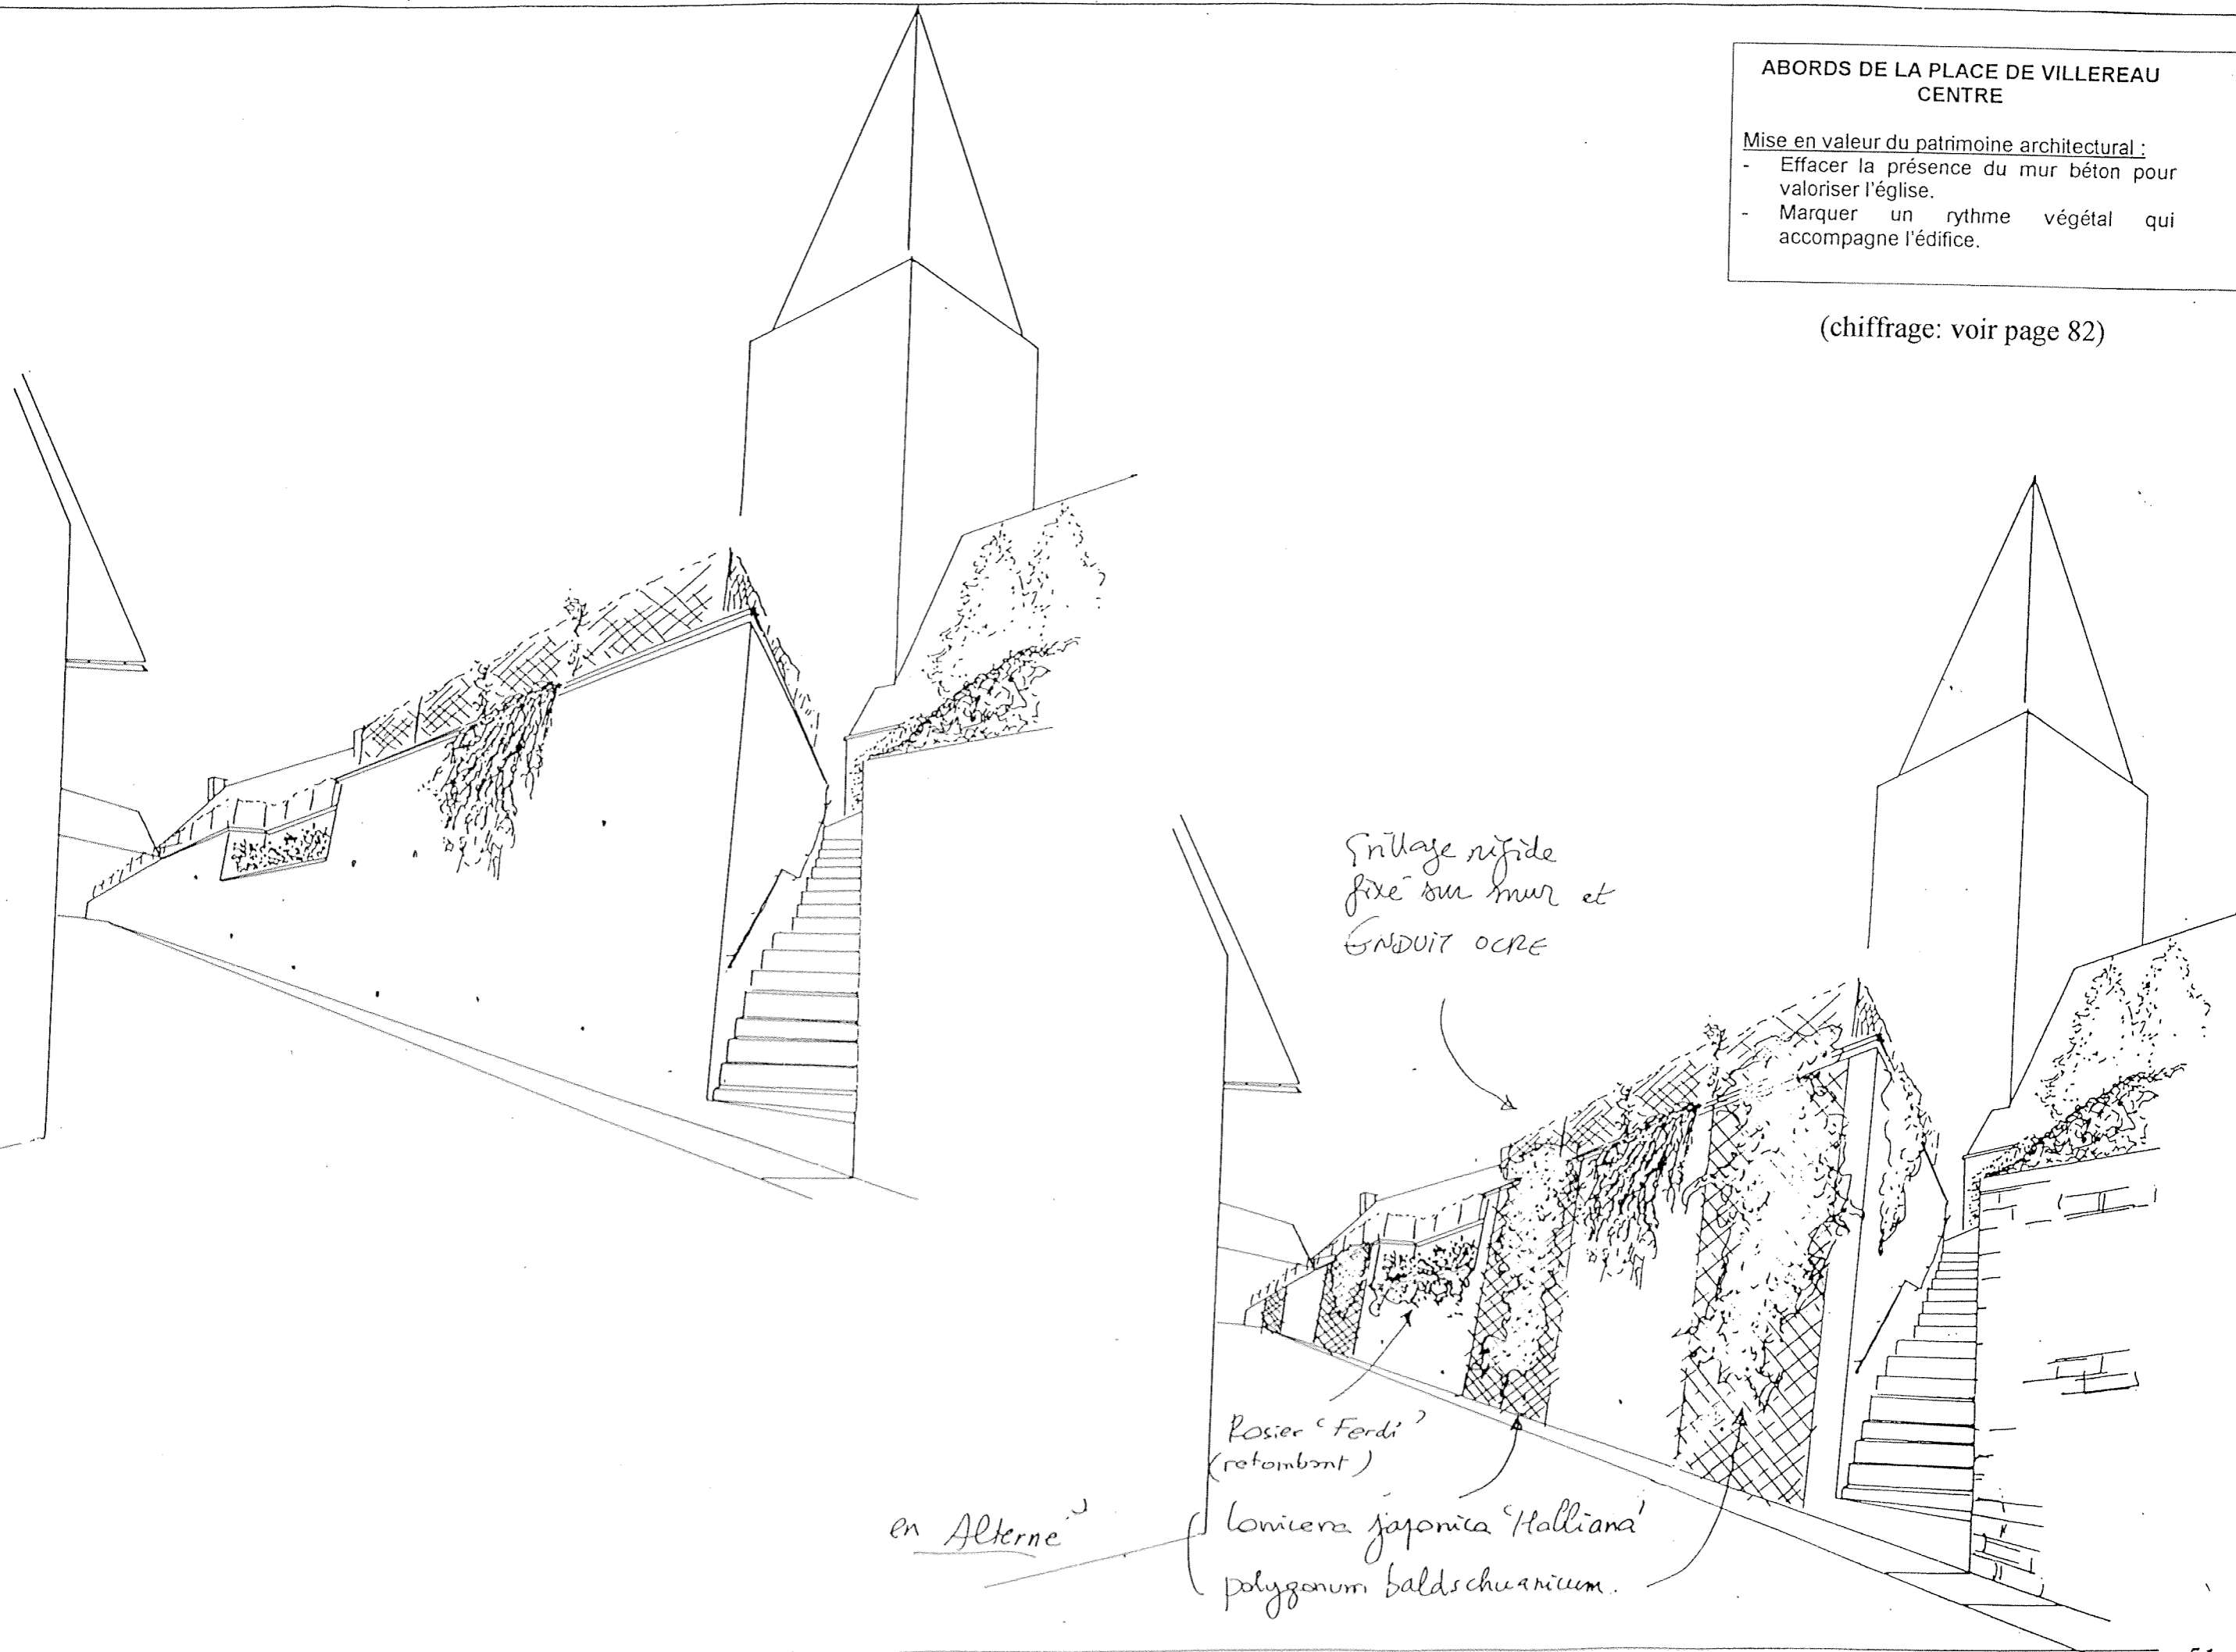 ABORDS DE LA PLACE DE VILLEREAU
CENTRE
Mise en valeur du patrimoine architectural :
- Effacer la présence du mur béton pour
valoriser l'église.
- Marquer un rythme végétal qui
accompagne l'édifice.
(chiffrage: voir page 82)
Grillage rigide
fixé sur mur et
ENDUIT OCRE
Rosier 'Ferdi'
(retombant)
en Alterné
Lonicera japonica 'Halliana'
polygonum baldschuanicum.